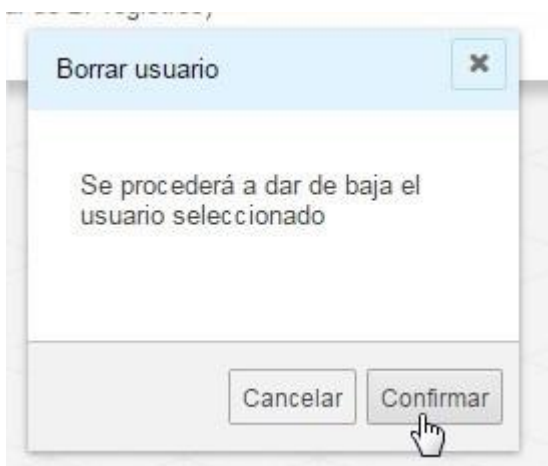 Borrar usuario
Se procederá a dar de baja el
usuario seleccionado
Cancelar Confirmar